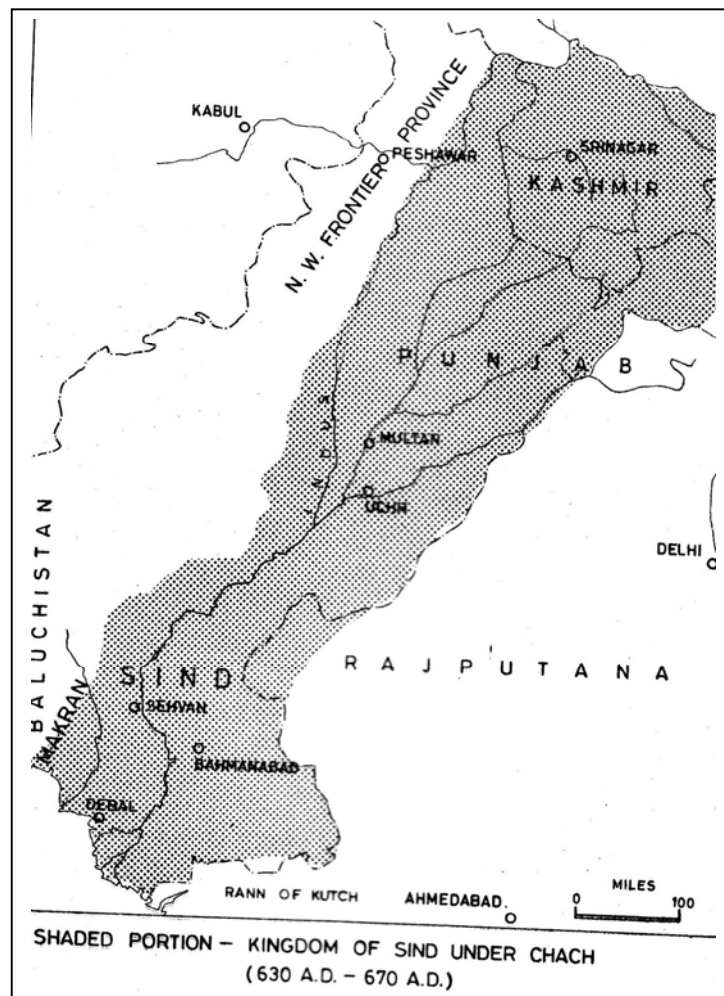 KABUL
N. W. FRONTIER PROVINCE
PESHAWAR
SRINAGAR
KASHMIR
PUNJAB
INDUS
MULTAN
UCHH
DELHI
BALUCHISTAN
RAJPUTANA
SIND
MAKRAN
SEHVAN
BAHMANABAD
DEBAL
MILES
0 100
RANN OF KUTCH
AHMEDABAD.
SHADED PORTION – KINGDOM OF SIND UNDER CHACH
(630 A.D. – 670 A.D.)